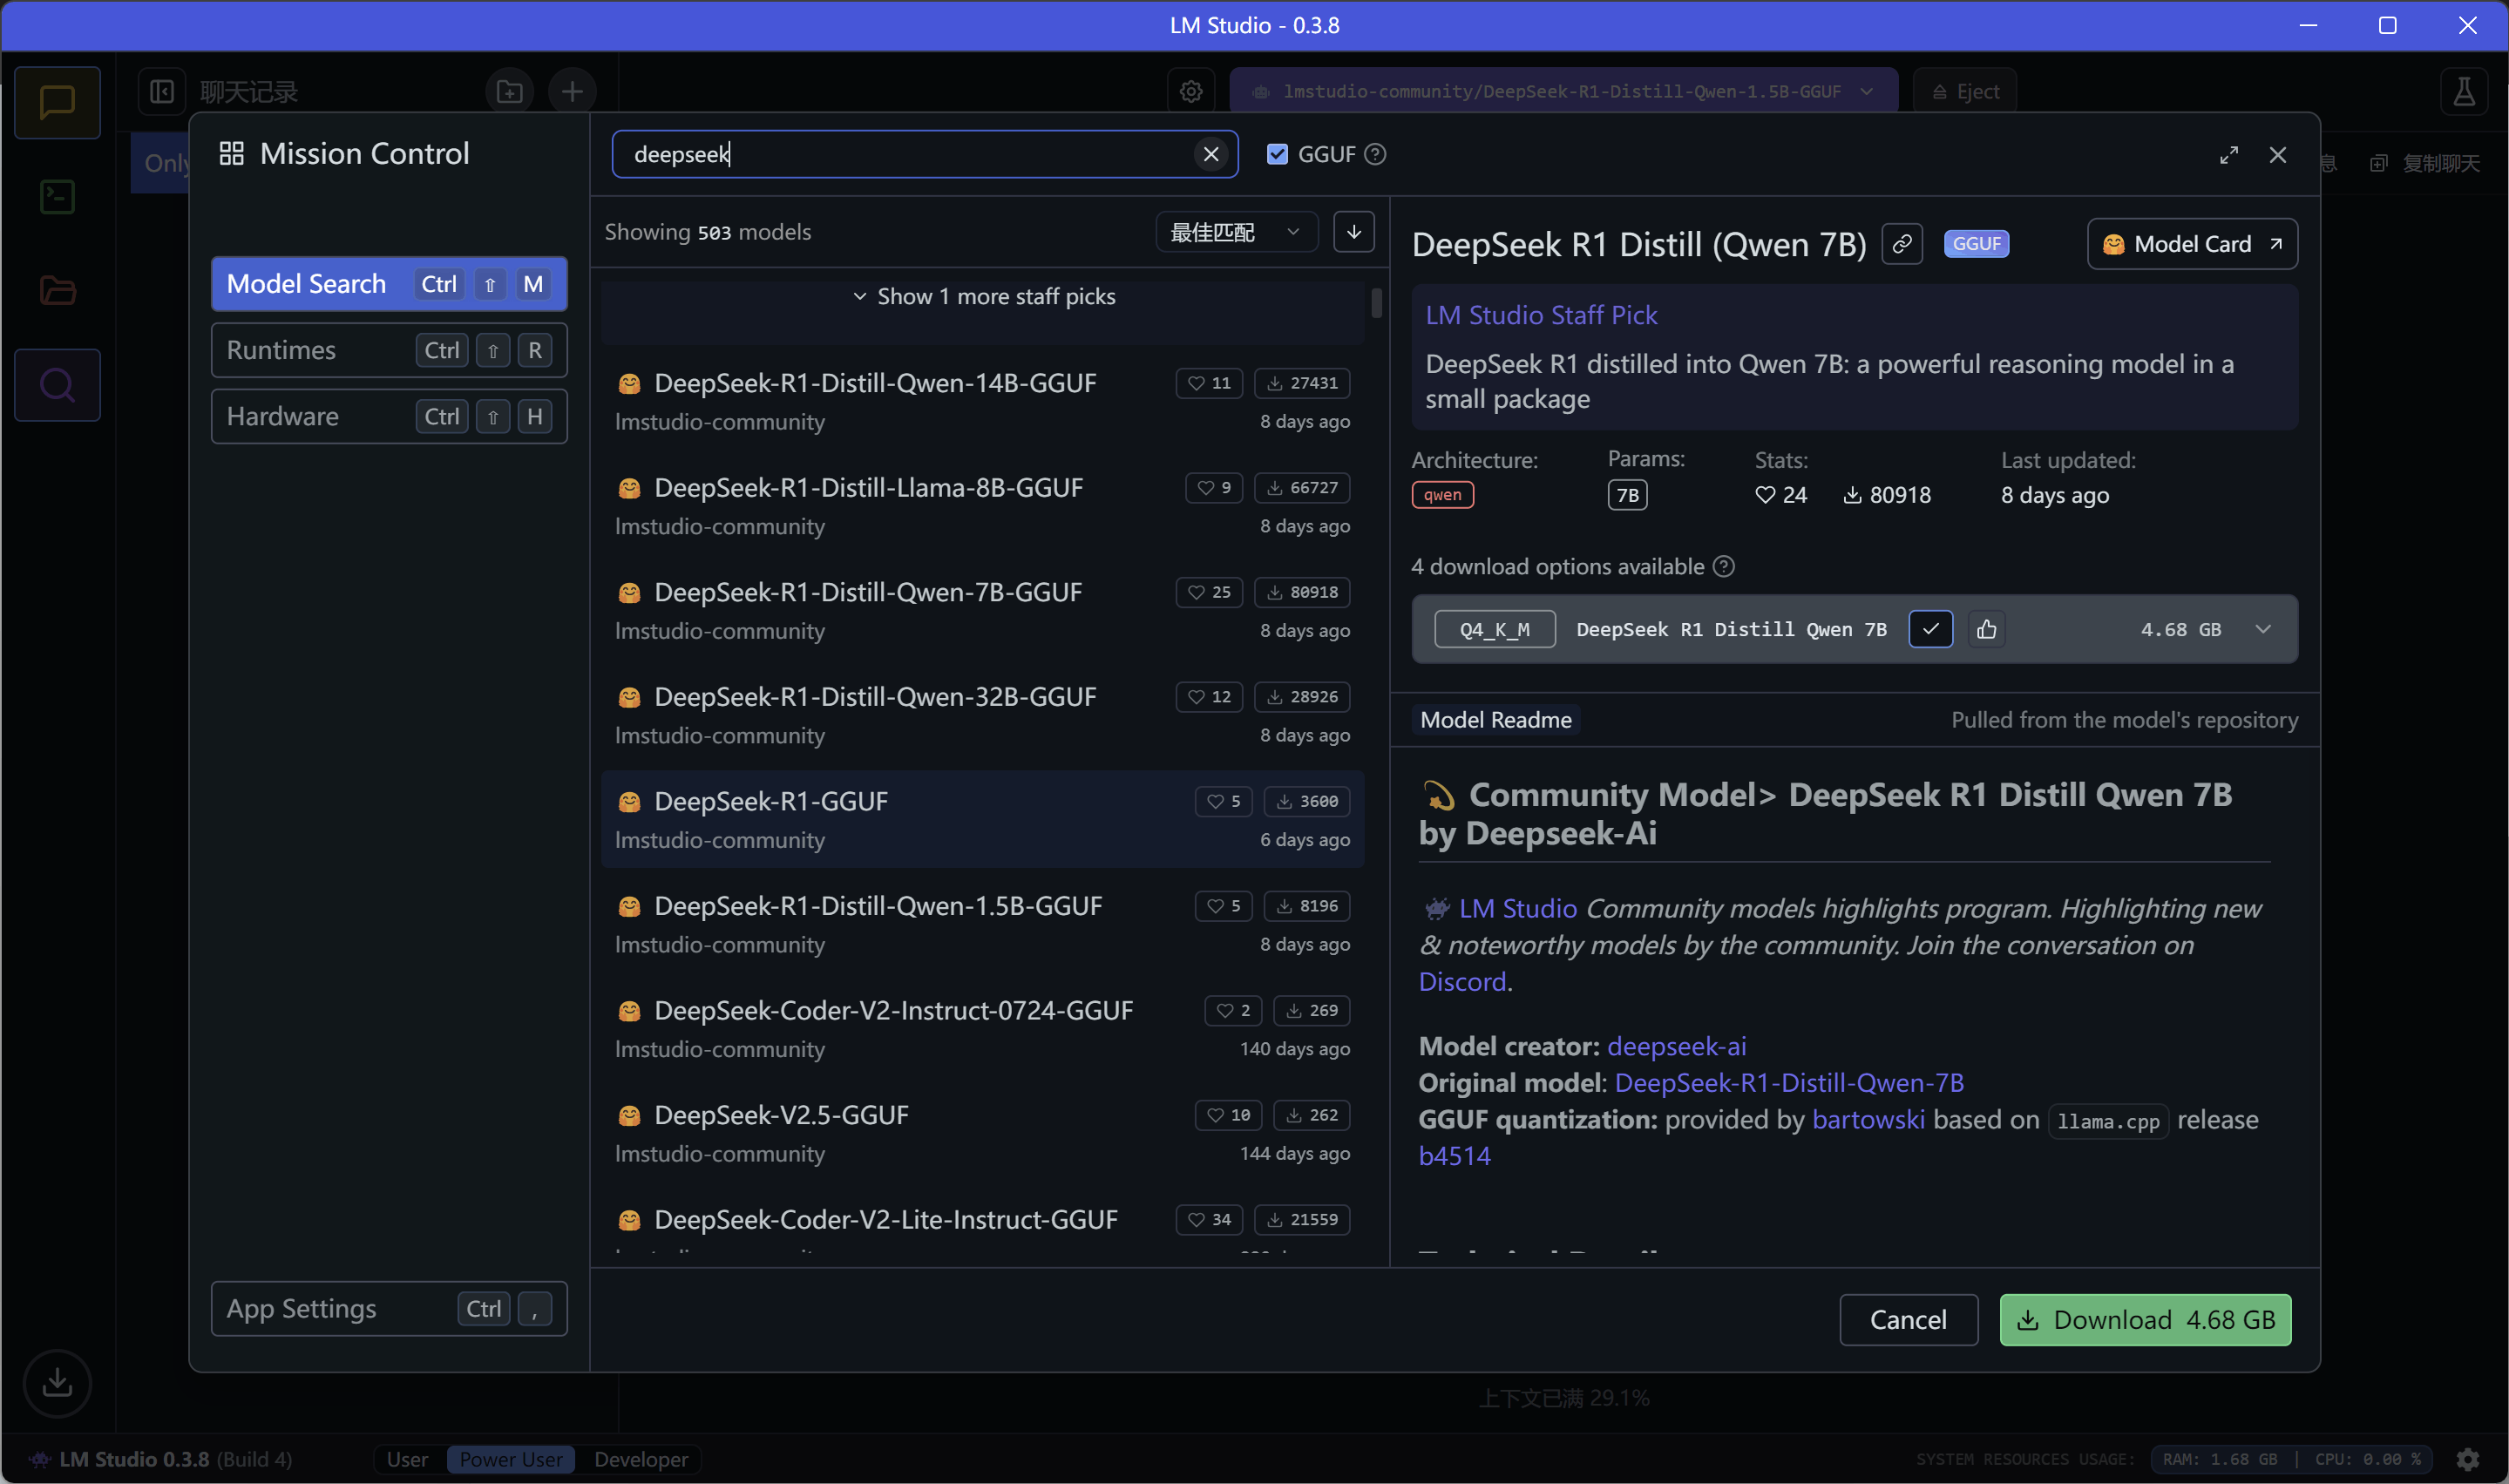 LM Studio - 0.3.8
聊天记录
lmstudio-community/DeepSeek-R1-Distill-Qwen-1.5B-GGUF
Eject
Only
息
复制聊天
Mission Control
Model Search Ctrl ⇧ M
Runtimes Ctrl ⇧ R
Hardware Ctrl ⇧ H
App Settings Ctrl ,
deepseek
GGUF
Showing 503 models
最佳匹配
Show 1 more staff picks
DeepSeek-R1-Distill-Qwen-14B-GGUF 11 27431
lmstudio-community 8 days ago
DeepSeek-R1-Distill-Llama-8B-GGUF 9 66727
lmstudio-community 8 days ago
DeepSeek-R1-Distill-Qwen-7B-GGUF 25 80918
lmstudio-community 8 days ago
DeepSeek-R1-Distill-Qwen-32B-GGUF 12 28926
lmstudio-community 8 days ago
DeepSeek-R1-GGUF 5 3600
lmstudio-community 6 days ago
DeepSeek-R1-Distill-Qwen-1.5B-GGUF 5 8196
lmstudio-community 8 days ago
DeepSeek-Coder-V2-Instruct-0724-GGUF 2 269
lmstudio-community 140 days ago
DeepSeek-V2.5-GGUF 10 262
lmstudio-community 144 days ago
DeepSeek-Coder-V2-Lite-Instruct-GGUF 34 21559
DeepSeek R1 Distill (Qwen 7B) GGUF Model Card
LM Studio Staff Pick
DeepSeek R1 distilled into Qwen 7B: a powerful reasoning model in a
small package
Architecture: Params: Stats: Last updated:
qwen 7B 24 80918 8 days ago
4 download options available
Q4_K_M DeepSeek R1 Distill Qwen 7B 4.68 GB
Model Readme Pulled from the model's repository
Community Model> DeepSeek R1 Distill Qwen 7B
by Deepseek-Ai
LM Studio Community models highlights program. Highlighting new
& noteworthy models by the community. Join the conversation on
Discord.
Model creator: deepseek-ai
Original model: DeepSeek-R1-Distill-Qwen-7B
GGUF quantization: provided by bartowski based on llama.cpp release
b4514
Cancel
Download 4.68 GB
上下文已满 29.1%
LM Studio 0.3.8 (Build 4)
User Power User Developer
SYSTEM RESOURCES USAGE: RAM: 1.68 GB | CPU: 0.00 %